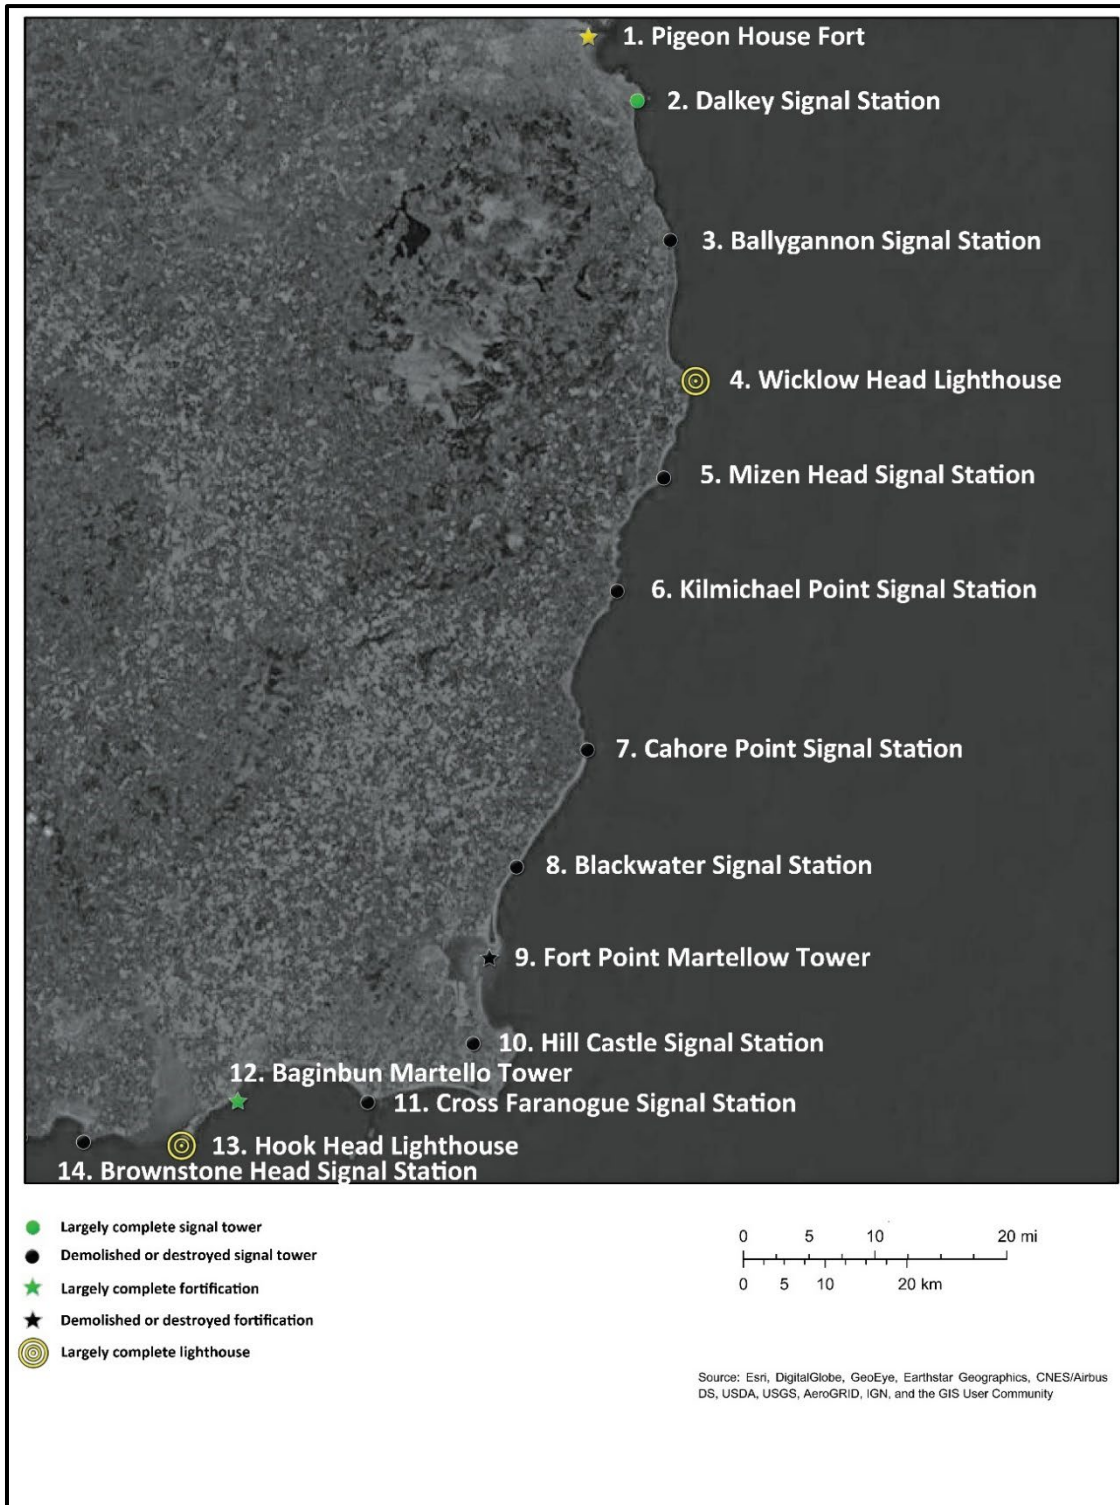 1. Pigeon House Fort
2. Dalkey Signal Station
3. Ballygannon Signal Station
4. Wicklow Head Lighthouse
5. Mizen Head Signal Station
6. Kilmichael Point Signal Station
7. Cahore Point Signal Station
8. Blackwater Signal Station
9. Fort Point Martellow Tower
10. Hill Castle Signal Station
12. Baginbun Martello Tower
11. Cross Faranogue Signal Station
13. Hook Head Lighthouse
14. Brownstone Head Signal Station
Largely complete signal tower
Demolished or destroyed signal tower
Largely complete fortification
Demolished or destroyed fortification
Largely complete lighthouse
0 5 10 20 mi
0 5 10 20 km
Source: Esri, DigitalGlobe, GeoEye, Earthstar Geographics, CNES/Airbus
DS, USDA, USGS, AeroGRID, IGN, and the GIS User Community